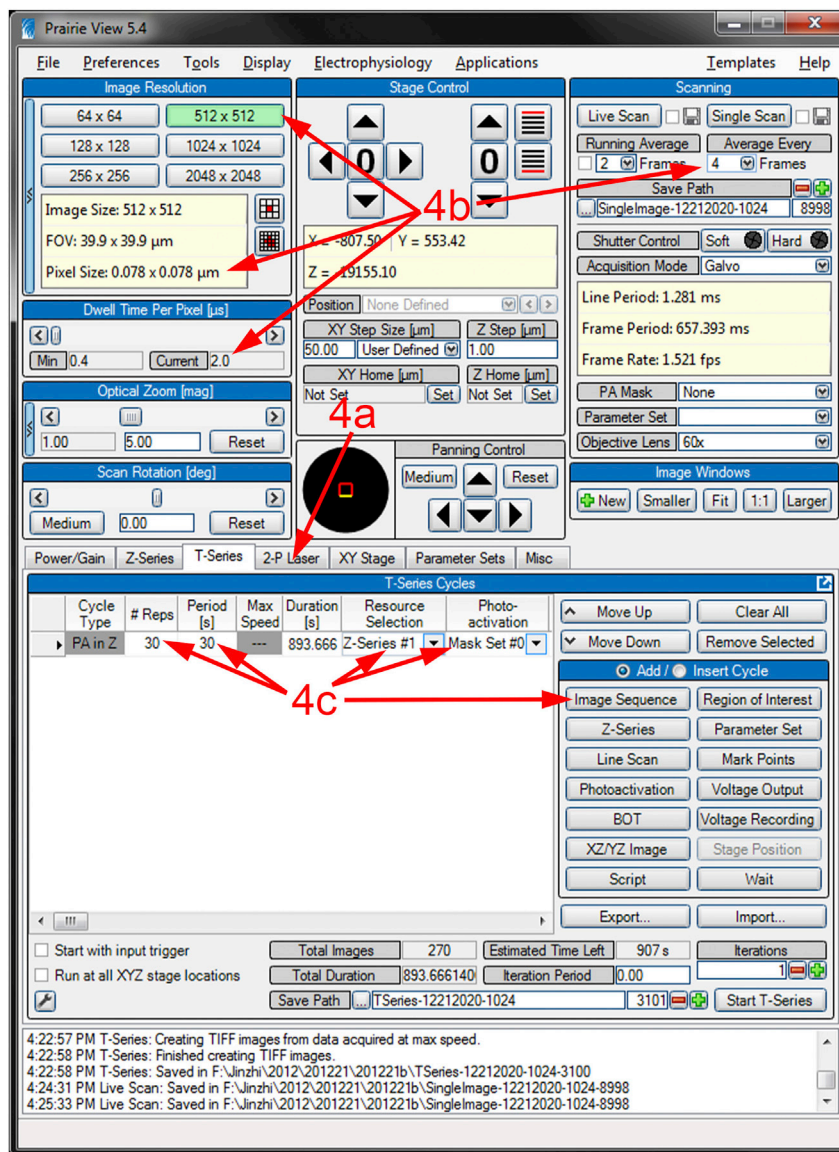 Prairie View 5.4
File Preferences Tools Display Electrophysiology Applications Templates Help
Image Resolution
64 x 64 512 x 512
128 x 128 1024 x 1024
256 x 256 2048 x 2048
Image Size: 512 x 512
FOV: 39.9 x 39.9 µm
Pixel Size: 0.078 x 0.078 µm
Dwell Time Per Pixel [µs]
Min 0.4 Current 2.0
Optical Zoom [mag]
1.00 5.00 Reset
Scan Rotation [deg]
Medium 0.00 Reset
Stage Control
0 0
4b
X = -807.50 Y = 553.42
Z = -19155.10
Position None Defined
XY Step Size [µm] Z Step [µm]
50.00 User Defined 1.00
XY Home [µm] Z Home [µm]
Not Set Set Not Set Set
4a
Panning Control
Medium Reset
Scanning
Live Scan Single Scan
Running Average Average Every
2 Frames 4 Frames
Save Path
... SingleImage-12212020-1024 8998
Shutter Control Soft Hard
Acquisition Mode Galvo
Line Period: 1.281 ms
Frame Period: 657.393 ms
Frame Rate: 1.521 fps
PA Mask None
Parameter Set
Objective Lens 60x
Image Windows
New Smaller Fit 1:1 Larger
Power/Gain Z-Series T-Series 2-P Laser XY Stage Parameter Sets Misc
T-Series Cycles
Cycle Type # Reps Period [s] Max Speed Duration [s] Resource Selection Photo-activation
PA in Z 30 30 --- 893.666 Z-Series #1 Mask Set #0
4c
Move Up Clear All
Move Down Remove Selected
Add / Insert Cycle
Image Sequence Region of Interest
Z-Series Parameter Set
Line Scan Mark Points
Photoactivation Voltage Output
BOT Voltage Recording
XZ/YZ Image Stage Position
Script Wait
Export... Import...
Start with input trigger Total Images 270 Estimated Time Left 907 s Iterations
Run at all XYZ stage locations Total Duration 893.666140 Iteration Period 0.00 1
Save Path ... TSeries-12212020-1024 3101 Start T-Series
4:22:57 PM T-Series: Creating TIFF images from data acquired at max speed.
4:22:58 PM T-Series: Finished creating TIFF images.
4:22:58 PM T-Series: Saved in F:\Jinzhi\2012\201221\201221b\TSeries-12212020-1024-3100
4:24:31 PM Live Scan: Saved in F:\Jinzhi\2012\201221\201221b\SingleImage-12212020-1024-8998
4:25:33 PM Live Scan: Saved in F:\Jinzhi\2012\201221\201221b\SingleImage-12212020-1024-8998